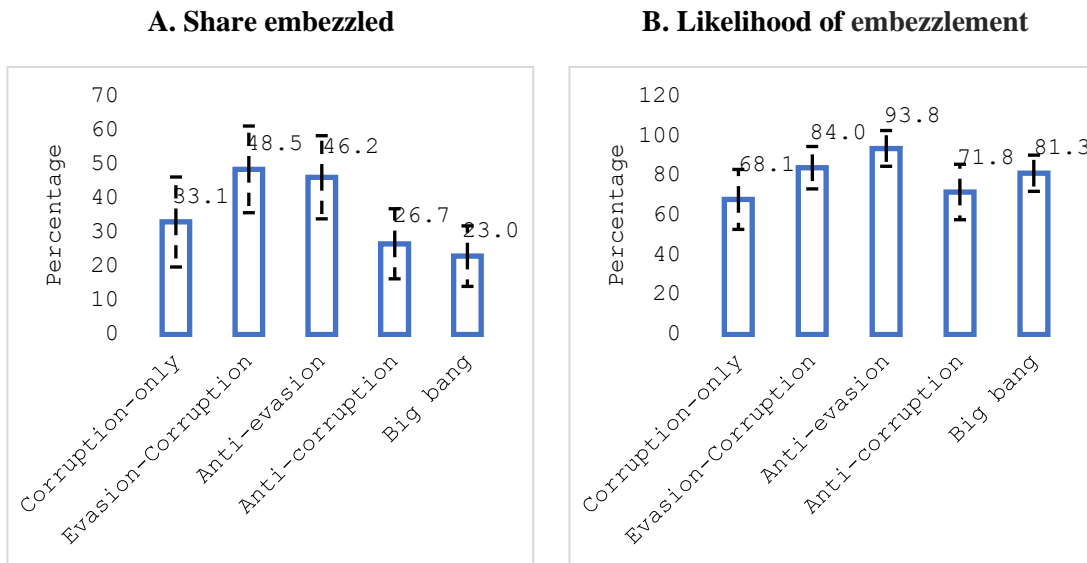 A. Share embezzled
Percentage
70
60
50
40
30
20
10
0
33.1
48.5
46.2
26.7
23.0
Corruption-only
Evasion-Corruption
Anti-evasion
Anti-corruption
Big bang
B. Likelihood of embezzlement
Percentage
120
100
80
60
40
20
0
68.1
84.0
93.8
71.8
81.3
Corruption-only
Evasion-Corruption
Anti-evasion
Anti-corruption
Big bang